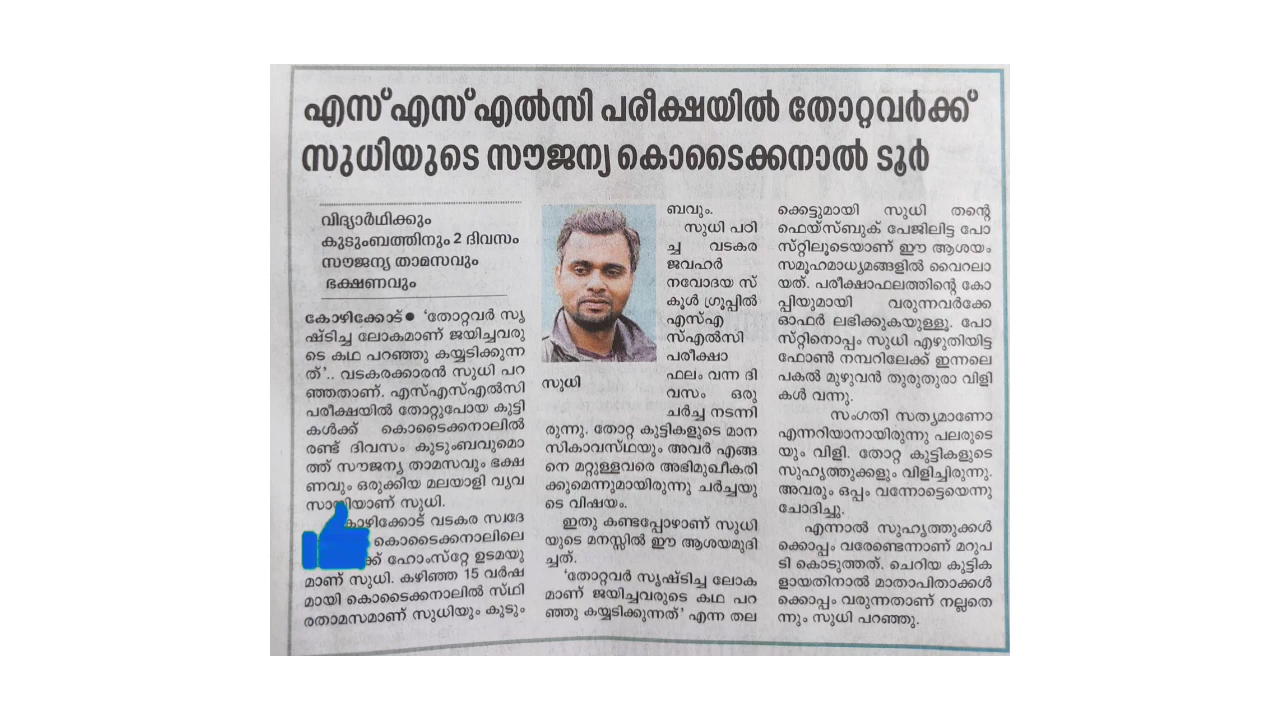 എസ്എസ്എൽസി പരീക്ഷയിൽ തോറ്റവർക്ക്
സുധിയുടെ സൗജന്യ കൊടൈക്കനാൽ ടൂർ
വിദ്യാർഥിക്കും
കുടുംബത്തിനും 2 ദിവസം
സൗജന്യ താമസവും
ഭക്ഷണവും
കോഴിക്കോട് ● ‘തോറ്റവർ സൃ
ഷ്ടിച്ച ലോകമാണ് ജയിച്ചവരു
ടെ കഥ പറഞ്ഞു കയ്യടിക്കുന്ന
ത്’.. വടകരക്കാരൻ സുധി പറ
ഞ്ഞതാണ്. എസ്എസ്എൽസി
പരീക്ഷയിൽ തോറ്റുപോയ കുട്ടി
കൾക്ക് കൊടൈക്കനാലിൽ
രണ്ട് ദിവസം കുടുംബവുമൊ
ത്ത് സൗജന്യ താമസവും ഭക്ഷ
ണവും ഒരുക്കിയ മലയാളി വ്യവ
സായിയാണ് സുധി.
കോഴിക്കോട് വടകര സ്വദേ
കൊടൈക്കനാലിലെ
ഹോംസ്റ്റേ ഉടമയു
മാണ് സുധി. കഴിഞ്ഞ 15 വർഷ
മായി കൊടൈക്കനാലിൽ സ്ഥി
രതാമസമാണ് സുധിയും കുടും
സുധി
ബവും.
സുധി പഠി
ച്ച വടകര
ജവഹർ
നവോദയ സ്
കൂൾ ഗ്രൂപ്പിൽ
എസ്എ
സ്എൽസി
പരീക്ഷാ
ഫലം വന്ന ദി
വസം ഒരു
ചർച്ച നടന്നി
രുന്നു. തോറ്റ കുട്ടികളുടെ മാന
സികാവസ്ഥയും അവർ എങ്ങ
നെ മറ്റുള്ളവരെ അഭിമുഖീകരി
ക്കുമെന്നുമായിരുന്നു ചർച്ചയു
ടെ വിഷയം.
ഇതു കണ്ടപ്പോഴാണ് സുധി
യുടെ മനസ്സിൽ ഈ ആശയമുദി
ച്ചത്.
‘തോറ്റവർ സൃഷ്ടിച്ച ലോക
മാണ് ജയിച്ചവരുടെ കഥ പറ
ഞ്ഞു കയ്യടിക്കുന്നത്’ എന്ന തല
ക്കെട്ടുമായി സുധി തന്റെ
ഫെയ്സ്ബുക് പേജിലിട്ട പോ
സ്റ്റിലൂടെയാണ് ഈ ആശയം
സമൂഹമാധ്യമങ്ങളിൽ വൈറലാ
യത്. പരീക്ഷാഫലത്തിന്റെ കോ
പ്പിയുമായി വരുന്നവർക്കേ
ഓഫർ ലഭിക്കുകയുള്ളൂ. പോ
സ്റ്റിനൊപ്പം സുധി എഴുതിയിട്ട
ഫോൺ നമ്പറിലേക്ക് ഇന്നലെ
പകൽ മുഴുവൻ തുരുതുരാ വിളി
കൾ വന്നു.
സംഗതി സത്യമാണോ
എന്നറിയാനായിരുന്നു പലരുടെ
യും വിളി. തോറ്റ കുട്ടികളുടെ
സുഹൃത്തുക്കളും വിളിച്ചിരുന്നു.
അവരും ഒപ്പം വന്നോട്ടെയെന്നു
ചോദിച്ചു.
എന്നാൽ സുഹൃത്തുക്കൾ
ക്കൊപ്പം വരേണ്ടെന്നാണ് മറുപ
ടി കൊടുത്തത്. ചെറിയ കുട്ടിക
ളായതിനാൽ മാതാപിതാക്കൾ
ക്കൊപ്പം വരുന്നതാണ് നല്ലതെ
ന്നും സുധി പറഞ്ഞു.